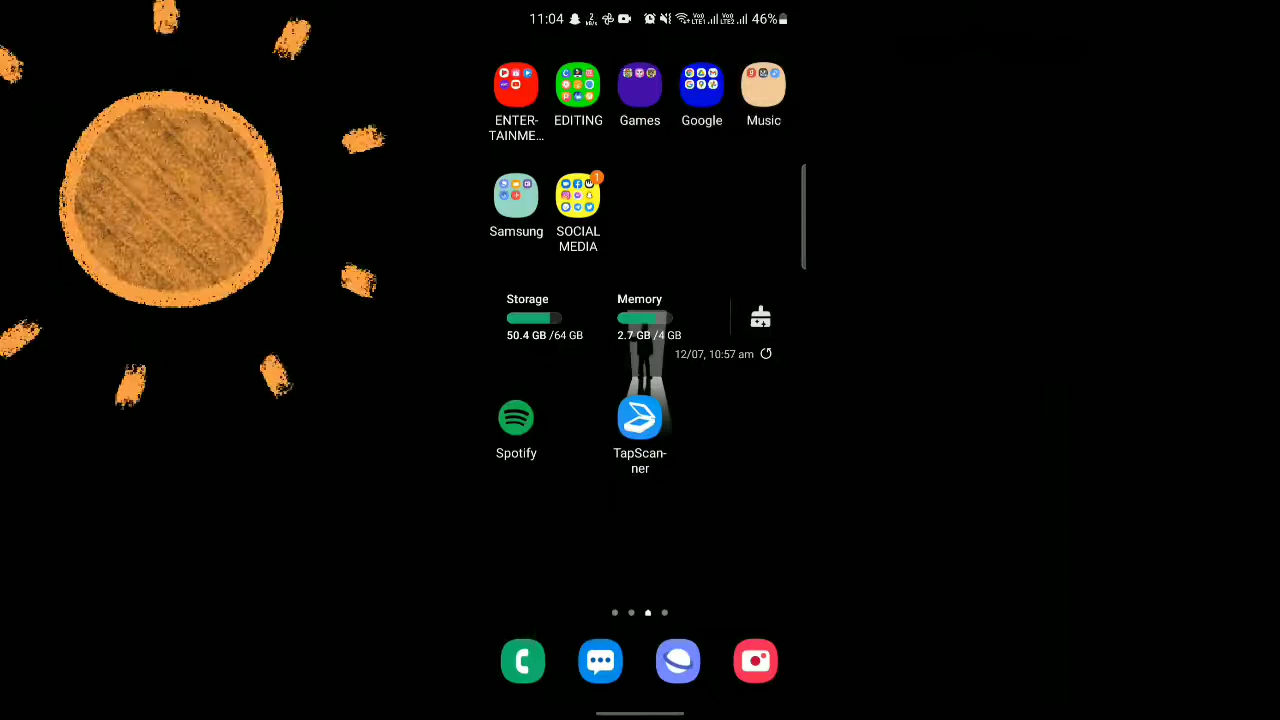 11:04
46%
ENTER-
TAINME...
EDITING
Games
Google
Music
1
Samsung
SOCIAL
MEDIA
Storage
Memory
50.4 GB /64 GB
2.7 GB /4 GB
12/07, 10:57 am
Spotify
TapScan-
ner